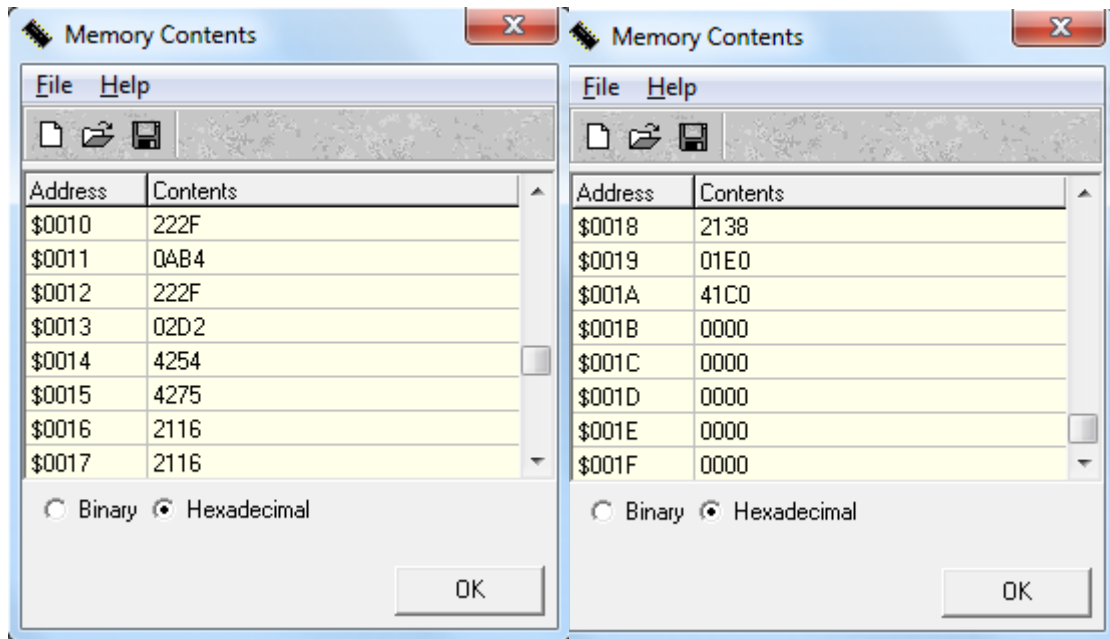 Memory Contents
File Help
Address Contents
$0010 222F
$0011 0AB4
$0012 222F
$0013 02D2
$0014 4254
$0015 4275
$0016 2116
$0017 2116
Binary Hexadecimal
OK
Memory Contents
File Help
Address Contents
$0018 2138
$0019 01E0
$001A 41C0
$001B 0000
$001C 0000
$001D 0000
$001E 0000
$001F 0000
Binary Hexadecimal
OK